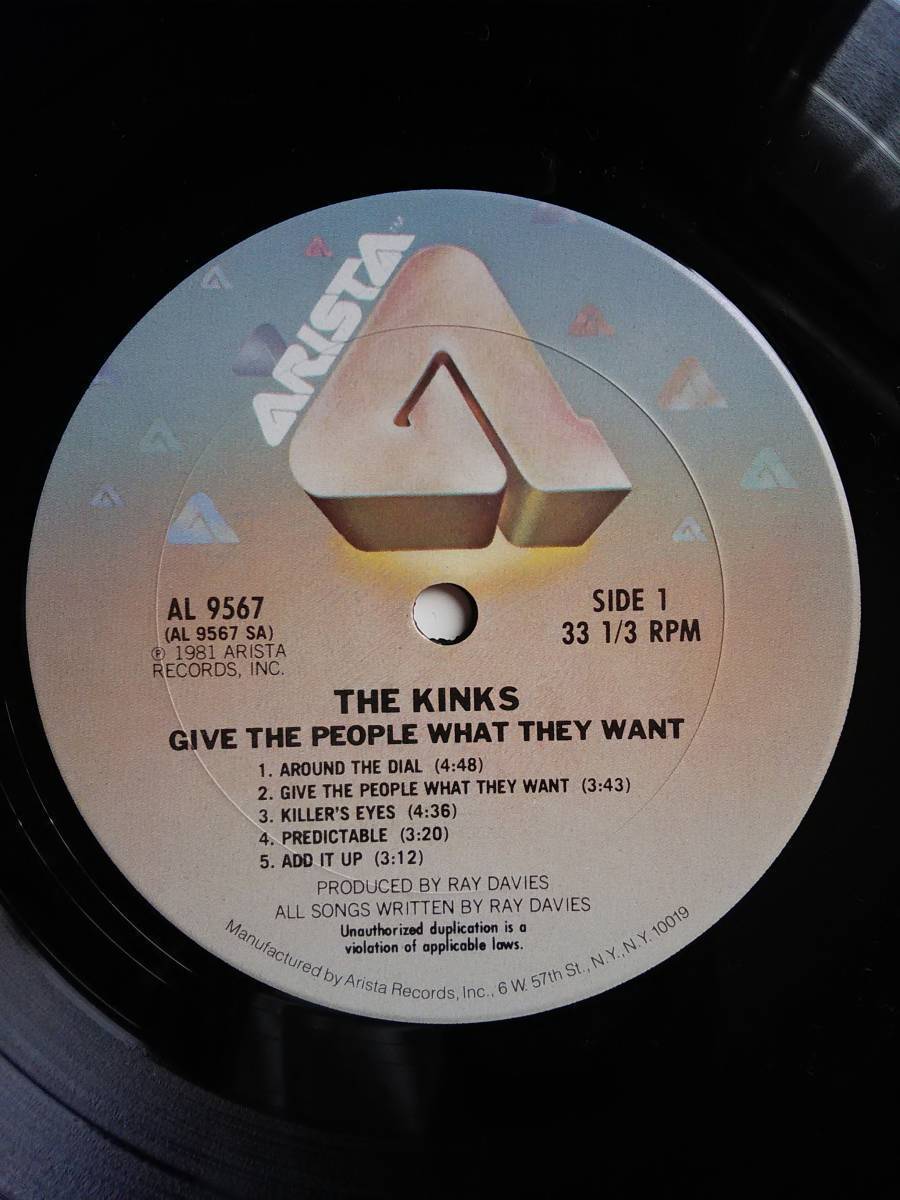 ARISTA™
AL 9567
(AL 9567 SA)
℗ 1981 ARISTA
RECORDS, INC.
SIDE 1
33 1/3 RPM
THE KINKS
GIVE THE PEOPLE WHAT THEY WANT
1. AROUND THE DIAL (4:48)
2. GIVE THE PEOPLE WHAT THEY WANT (3:43)
3. KILLER'S EYES (4:36)
4. PREDICTABLE (3:20)
5. ADD IT UP (3:12)
PRODUCED BY RAY DAVIES
ALL SONGS WRITTEN BY RAY DAVIES
Unauthorized duplication is a
violation of applicable laws.
Manufactured by Arista Records, Inc., 6 W. 57th St., N.Y., N.Y. 10019